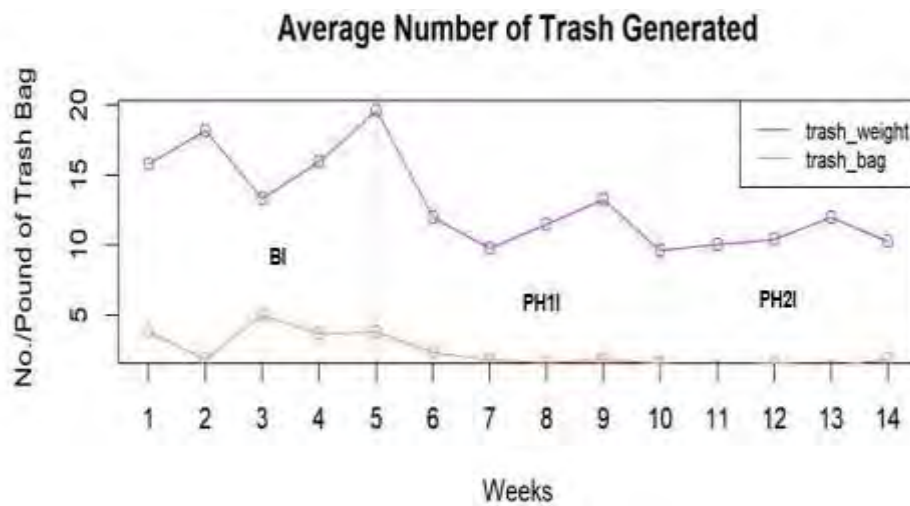 Average Number of Trash Generated
No./Pound of Trash Bag
20
15
10
5
trash_weight
trash_bag
BI
PH1I
PH2I
1 2 3 4 5 6 7 8 9 10 11 12 13 14
Weeks